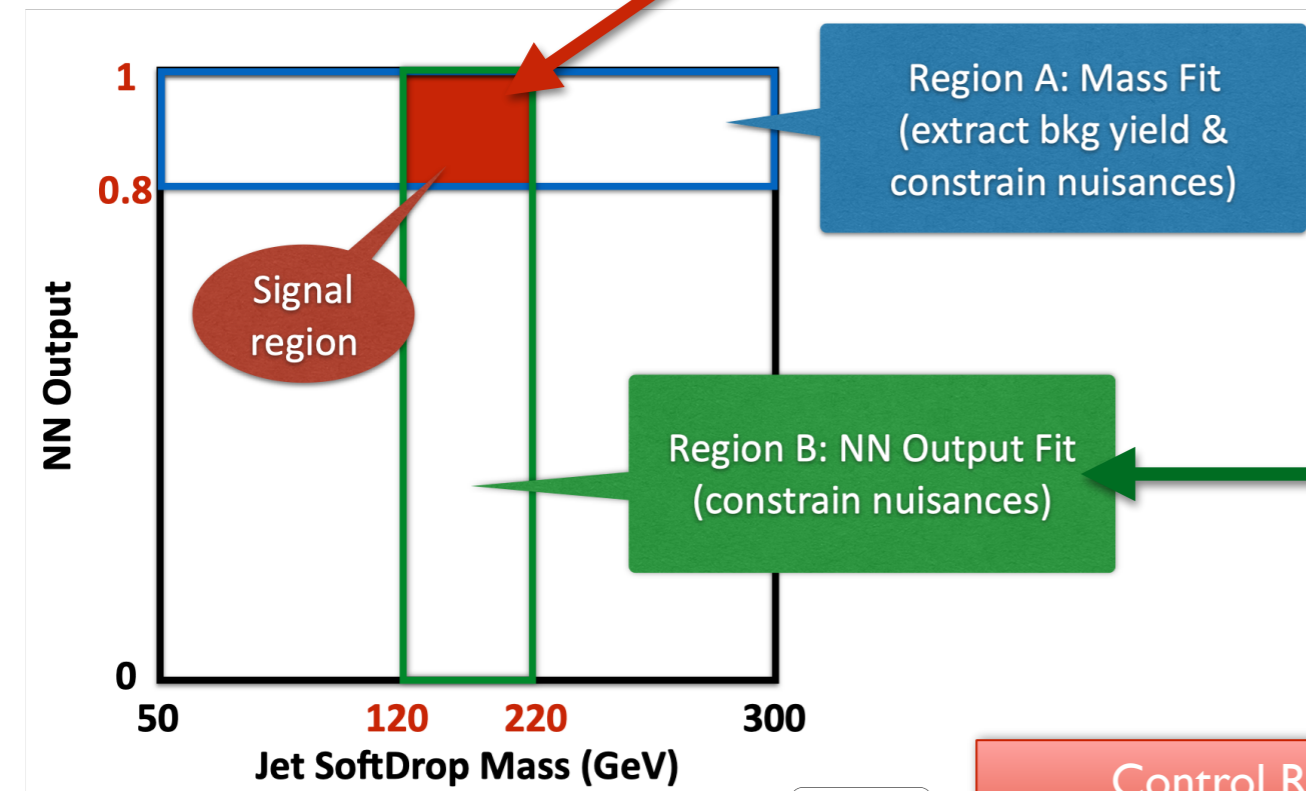 1
0.8
0
NN Output
50
120
220
300
Jet SoftDrop Mass (GeV)
Signal
region
Region A: Mass Fit
(extract bkg yield &
constrain nuisances)
Region B: NN Output Fit
(constrain nuisances)
Control R